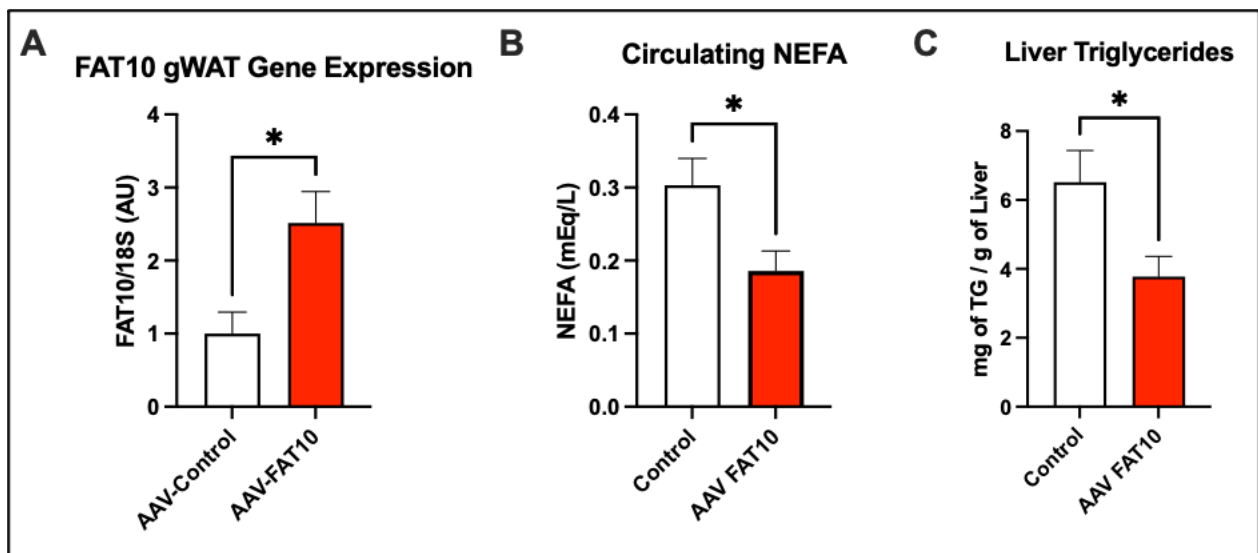 A
FAT10 gWAT Gene Expression
FAT10/18S (AU)
4
3
2
1
0
*
AAV-Control
AAV-FAT10
B
Circulating NEFA
NEFA (mEq/L)
0.4
0.3
0.2
0.1
0.0
*
Control
AAV FAT10
C
Liver Triglycerides
mg of TG / g of Liver
8
6
4
2
0
*
Control
AAV FAT10